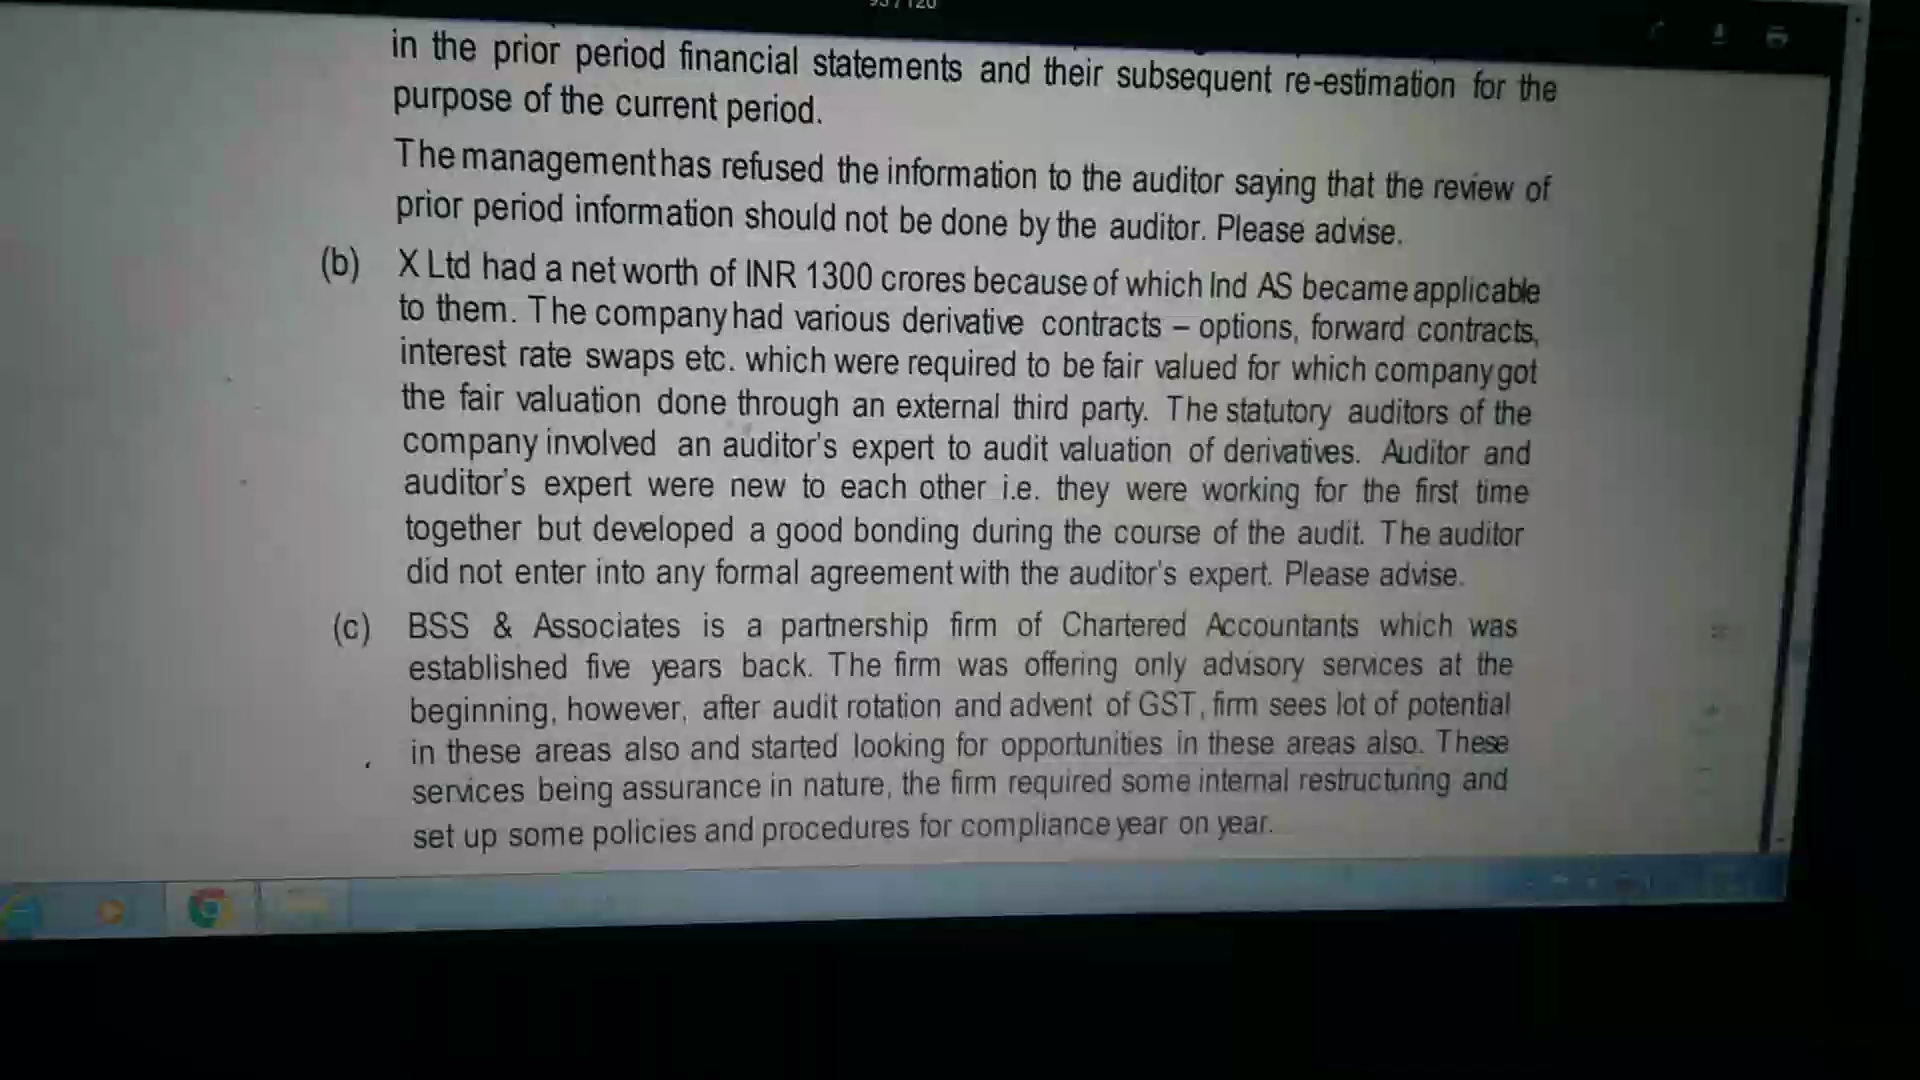 in the prior period financial statements and their subsequent re-estimation for the
purpose of the current period.
The management has refused the information to the auditor saying that the review of
prior period information should not be done by the auditor. Please advise.
(b) X Ltd had a net worth of INR 1300 crores because of which Ind AS became applicable
to them. The company had various derivative contracts – options, forward contracts,
interest rate swaps etc. which were required to be fair valued for which company got
the fair valuation done through an external third party. The statutory auditors of the
company involved an auditor's expert to audit valuation of derivatives. Auditor and
auditor's expert were new to each other i.e. they were working for the first time
together but developed a good bonding during the course of the audit. The auditor
did not enter into any formal agreement with the auditor's expert. Please advise.
(c) BSS & Associates is a partnership firm of Chartered Accountants which was
established five years back. The firm was offering only advisory services at the
beginning, however, after audit rotation and advent of GST, firm sees lot of potential
in these areas also and started looking for opportunities in these areas also. These
services being assurance in nature, the firm required some internal restructuring and
set up some policies and procedures for compliance year on year.